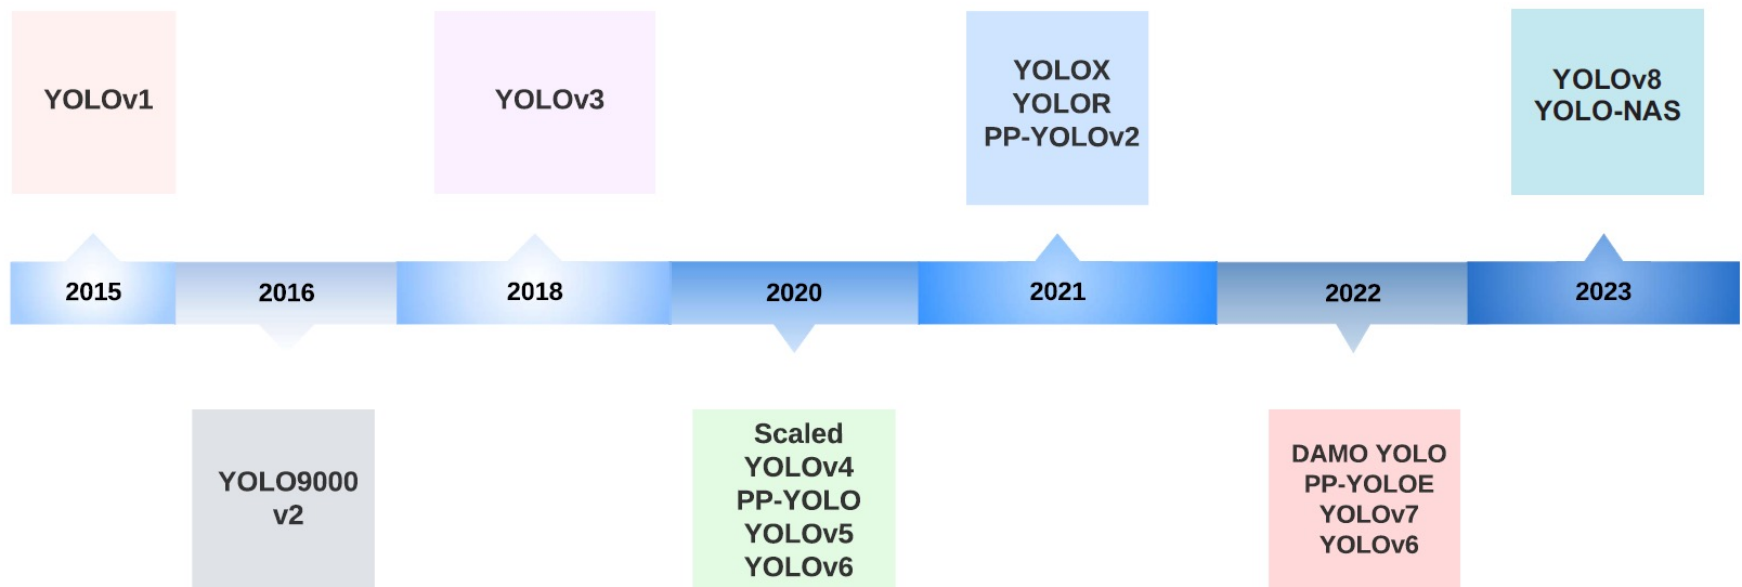 YOLOv1
YOLOv3
YOLOX
YOLOR
PP-YOLOv2
YOLOv8
YOLO-NAS
2015
2016
2018
2020
2021
2022
2023
YOLO9000
v2
Scaled
YOLOv4
PP-YOLO
YOLOv5
YOLOv6
DAMO YOLO
PP-YOLOE
YOLOv7
YOLOv6